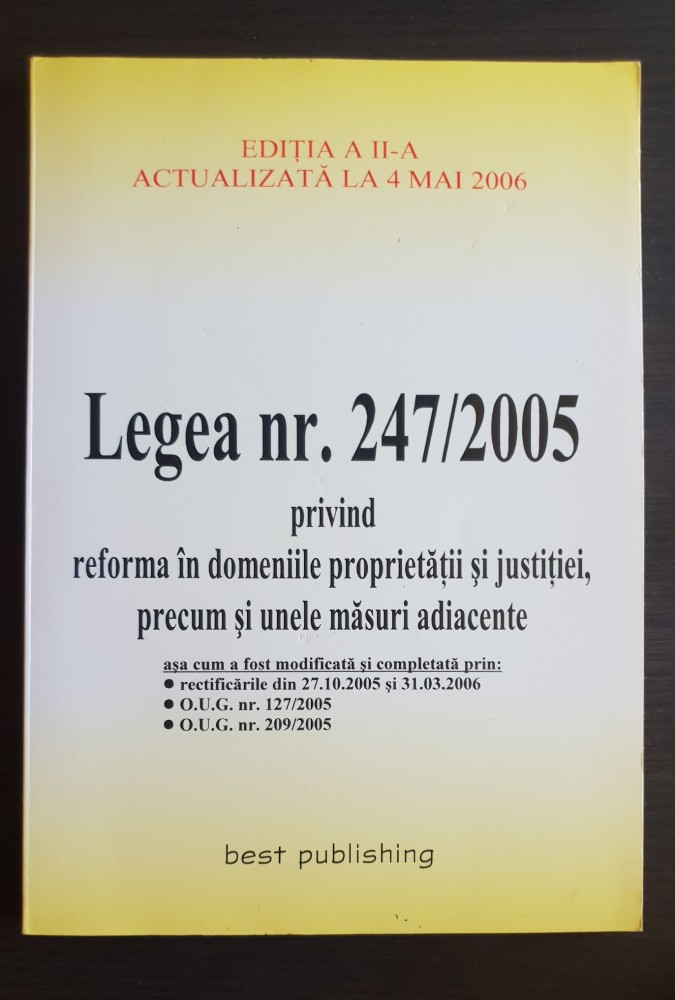 EDIȚIA A II-A
ACTUALIZATĂ LA 4 MAI 2006
Legea nr. 247/2005
privind
reforma în domeniile proprietății și justiției,
precum și unele măsuri adiacente
așa cum a fost modificată și completată prin:
● rectificările din 27.10.2005 și 31.03.2006
● O.U.G. nr. 127/2005
● O.U.G. nr. 209/2005
best publishing